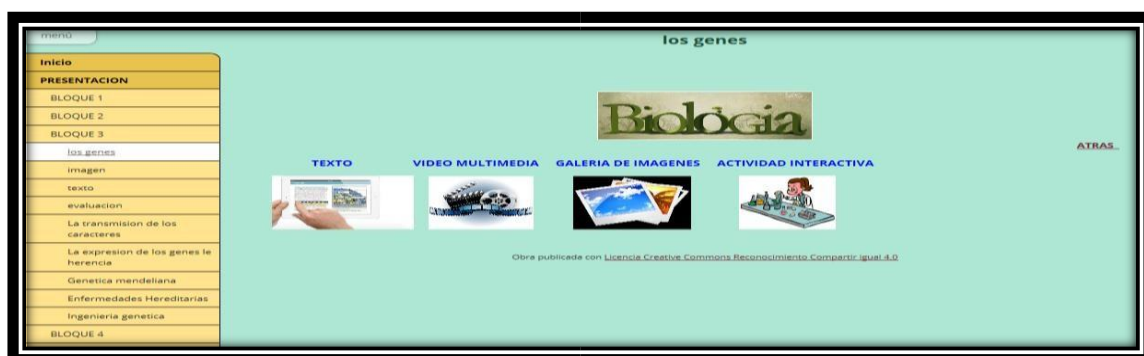 menú
los genes
Inicio
PRESENTACION
BLOQUE 1
BLOQUE 2
BLOQUE 3
los genes
imagen
texto
evaluacion
La transmision de los
caracteres
La expresion de los genes le
herencia
Genetica mendeliana
Enfermedades Hereditarias
Ingenieria genetica
BLOQUE 4
Biología
ATRAS
TEXTO VIDEO MULTIMEDIA GALERIA DE IMAGENES ACTIVIDAD INTERACTIVA
Obra publicada con Licencia Creative Commons Reconocimiento Compartir igual 4.0